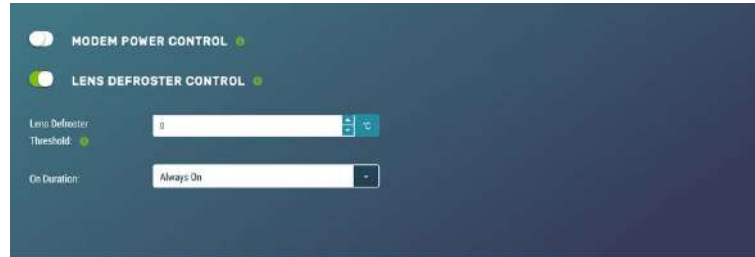 MODEM POWER CONTROL
LENS DEFROSTER CONTROL
Lens Defroster
Threshold:
0
°C
On Duration:
Always On